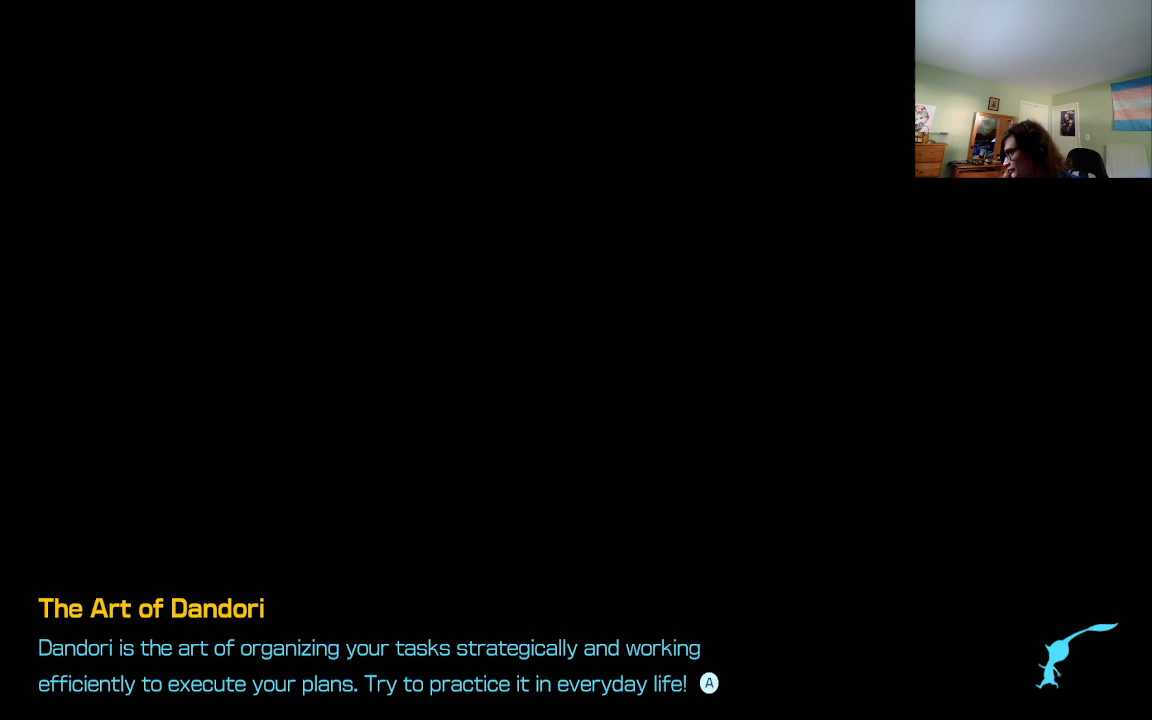 The Art of Dandori
Dandori is the art of organizing your tasks strategically and working
efficiently to execute your plans. Try to practice it in everyday life! A